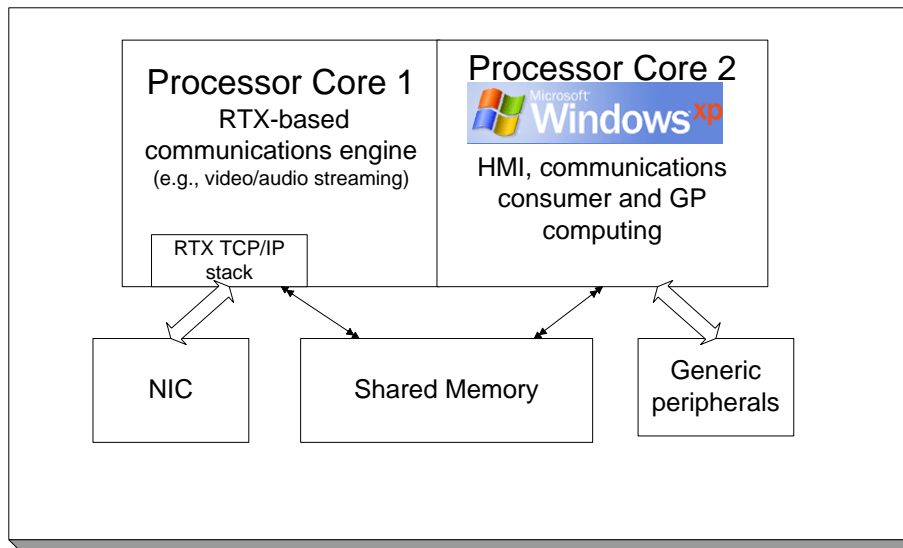 Processor Core 1
RTX-based
communications engine
(e.g., video/audio streaming)
RTX TCP/IP
stack
Processor Core 2
Microsoft
Windows xp
HMI, communications
consumer and GP
computing
NIC
Shared Memory
Generic
peripherals